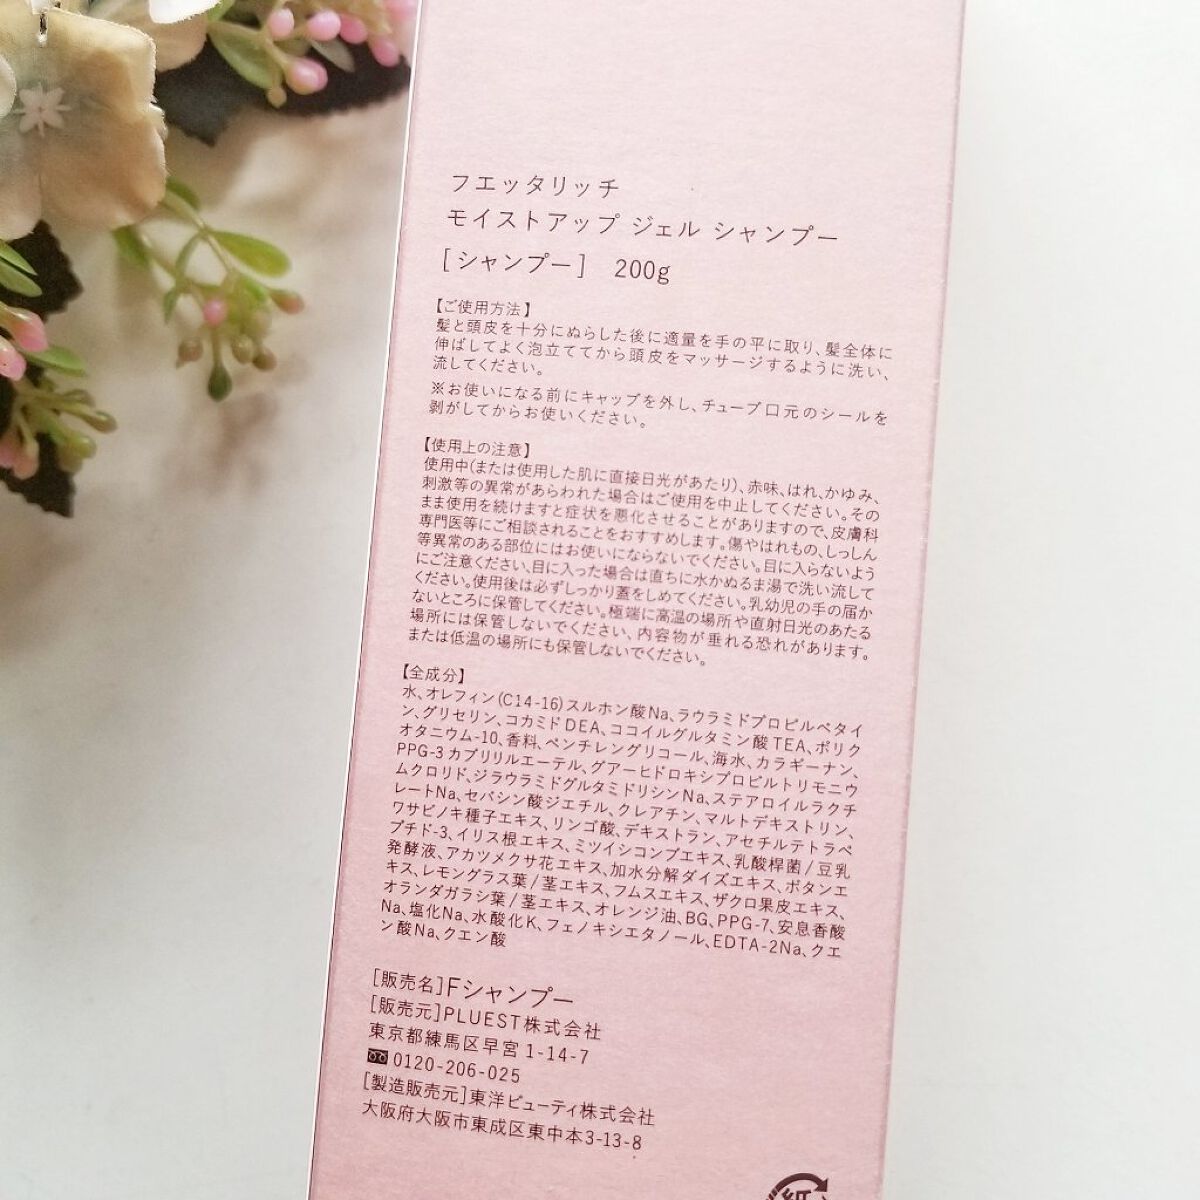 フエッタリッチ
モイストアップ ジェル シャンプー
[シャンプー] 200g
【ご使用方法】
髪と頭皮を十分にぬらした後に適量を手の平に取り、髪全体に
伸ばしてよく泡立ててから頭皮をマッサージするように洗い、
流してください。
※お使いになる前にキャップを外し、チューブ口元のシールを
剥がしてからお使いください。
【使用上の注意】
使用中(または使用した肌に直接日光があたり)、赤味、はれ、かゆみ、
刺激等の異常があらわれた場合はご使用を中止してください。その
まま使用を続けますと症状を悪化させることがありますので、皮膚科
専門医等にご相談されることをおすすめします。傷やはれもの、しっしん
等異常のある部位にはお使いにならないでください。目に入らないよう
にご注意ください、目に入った場合は直ちに水かぬるま湯で洗い流して
ください。使用後は必ずしっかり蓋をしめてください。乳幼児の手の届か
ないところに保管してください。極端に高温の場所や直射日光のあたる
場所には保管しないでください、内容物が垂れる恐れがあります。
または低温の場所にも保管しないでください。
【全成分】
水、オレフィン(C14-16)スルホン酸Na、ラウラミドプロピルベタイ
ン、グリセリン、コカミドDEA、ココイルグルタミン酸TEA、ポリク
オタニウム-10、香料、ペンチレングリコール、海水、カラギーナン、
PPG-3カプリリルエーテル、グアーヒドロキシプロピルトリモニウ
ムクロリド、ジラウラミドグルタミドリシンNa、ステアロイルラクチ
レートNa、セバシン酸ジエチル、クレアチン、マルトデキストリン、
ワサビノキ種子エキス、リンゴ酸、デキストラン、アセチルテトラペ
プチド-3、イリス根エキス、ミツイシコンブエキス、乳酸桿菌/豆乳
発酵液、アカツメクサ花エキス、加水分解ダイズエキス、ボタンエ
キス、レモングラス葉/茎エキス、フムスエキス、ザクロ果皮エキス、
オランダガラシ葉/茎エキス、オレンジ油、BG、PPG-7、安息香酸
Na、塩化Na、水酸化K、フェノキシエタノール、EDTA-2Na、クエ
ン酸Na、クエン酸
[販売名]Fシャンプー
[販売元]PLUEST株式会社
東京都練馬区早宮1-14-7
0120-206-025
[製造販売元]東洋ビューティ株式会社
大阪府大阪市東成区東中本3-13-8
紙